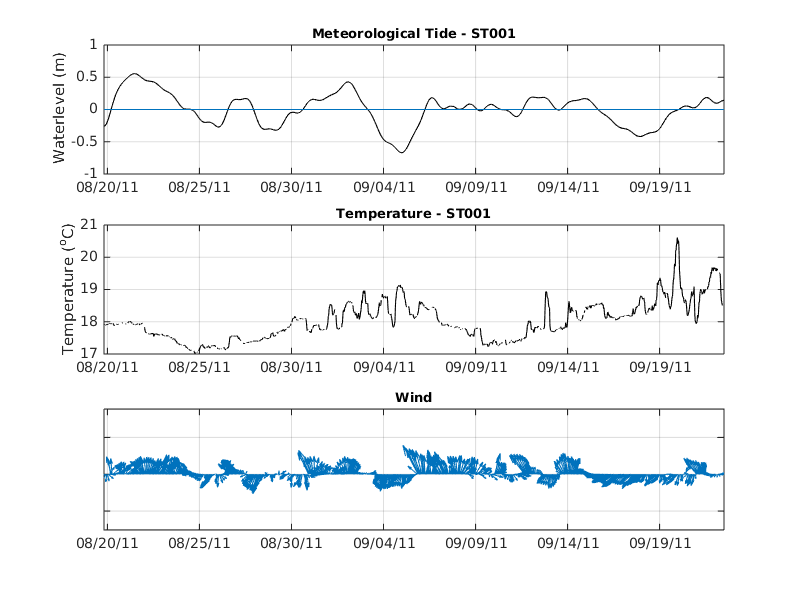 Meteorological Tide - ST001
Waterlevel (m)
1
0.5
0
-0.5
-1
08/20/11 08/25/11 08/30/11 09/04/11 09/09/11 09/14/11 09/19/11
Temperature - ST001
Temperature (°C)
21
20
19
18
17
08/20/11 08/25/11 08/30/11 09/04/11 09/09/11 09/14/11 09/19/11
Wind
08/20/11 08/25/11 08/30/11 09/04/11 09/09/11 09/14/11 09/19/11